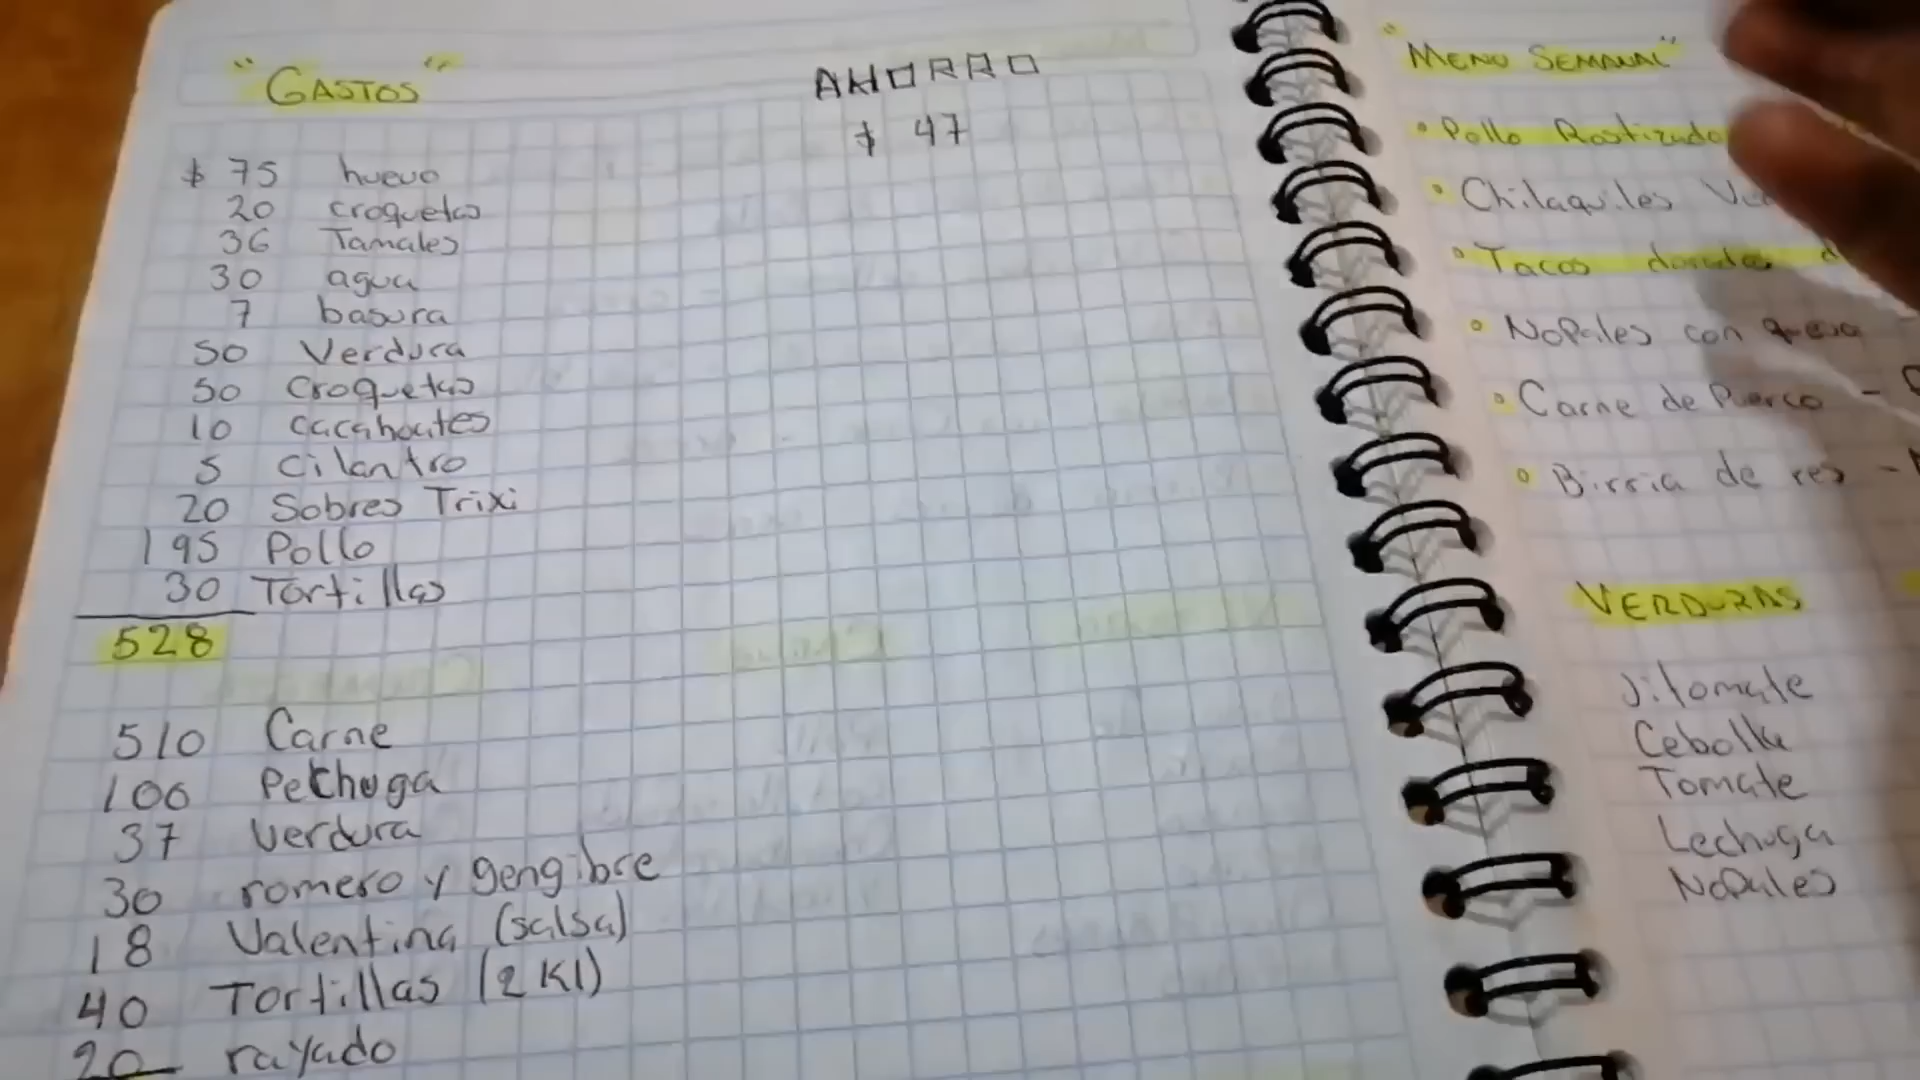 "GASTOS"
AHORRO
$ 47
$ 75 huevo
20 croquetas
36 Tamales
30 agua
7 basura
50 Verdura
50 Croquetas
10 cacahoates
5 Cilantro
20 Sobres Trixi
195 Pollo
30 Tortillas
528
510 Carne
106 Pechuga
37 Verdura
30 romero y gengibre
18 Valentina (salsa)
40 Tortillas (2 Kl)
20 rayado
"MENU SEMANAL"
• Pollo Rostizado
• Chilaquiles
• Tacos dorados
• Nopales con queso
• Carne de Puerco -
• Birria de res -
VERDURAS
Jitomate
Cebolla
Tomate
Lechuga
Nopales